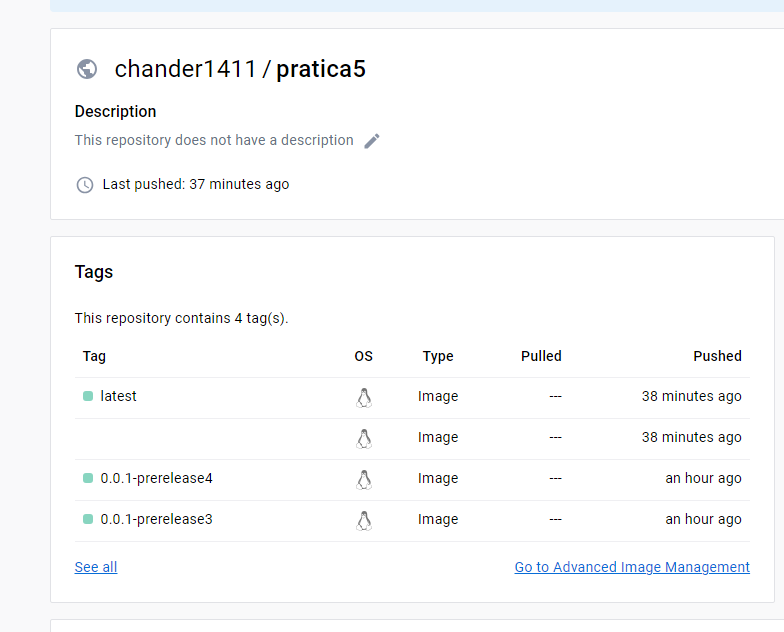 chander1411 / pratica5
Description
This repository does not have a description
Last pushed: 37 minutes ago
Tags
This repository contains 4 tag(s).
Tag OS Type Pulled Pushed
latest Image --- 38 minutes ago
Image --- 38 minutes ago
0.0.1-prerelease4 Image --- an hour ago
0.0.1-prerelease3 Image --- an hour ago
See all Go to Advanced Image Management